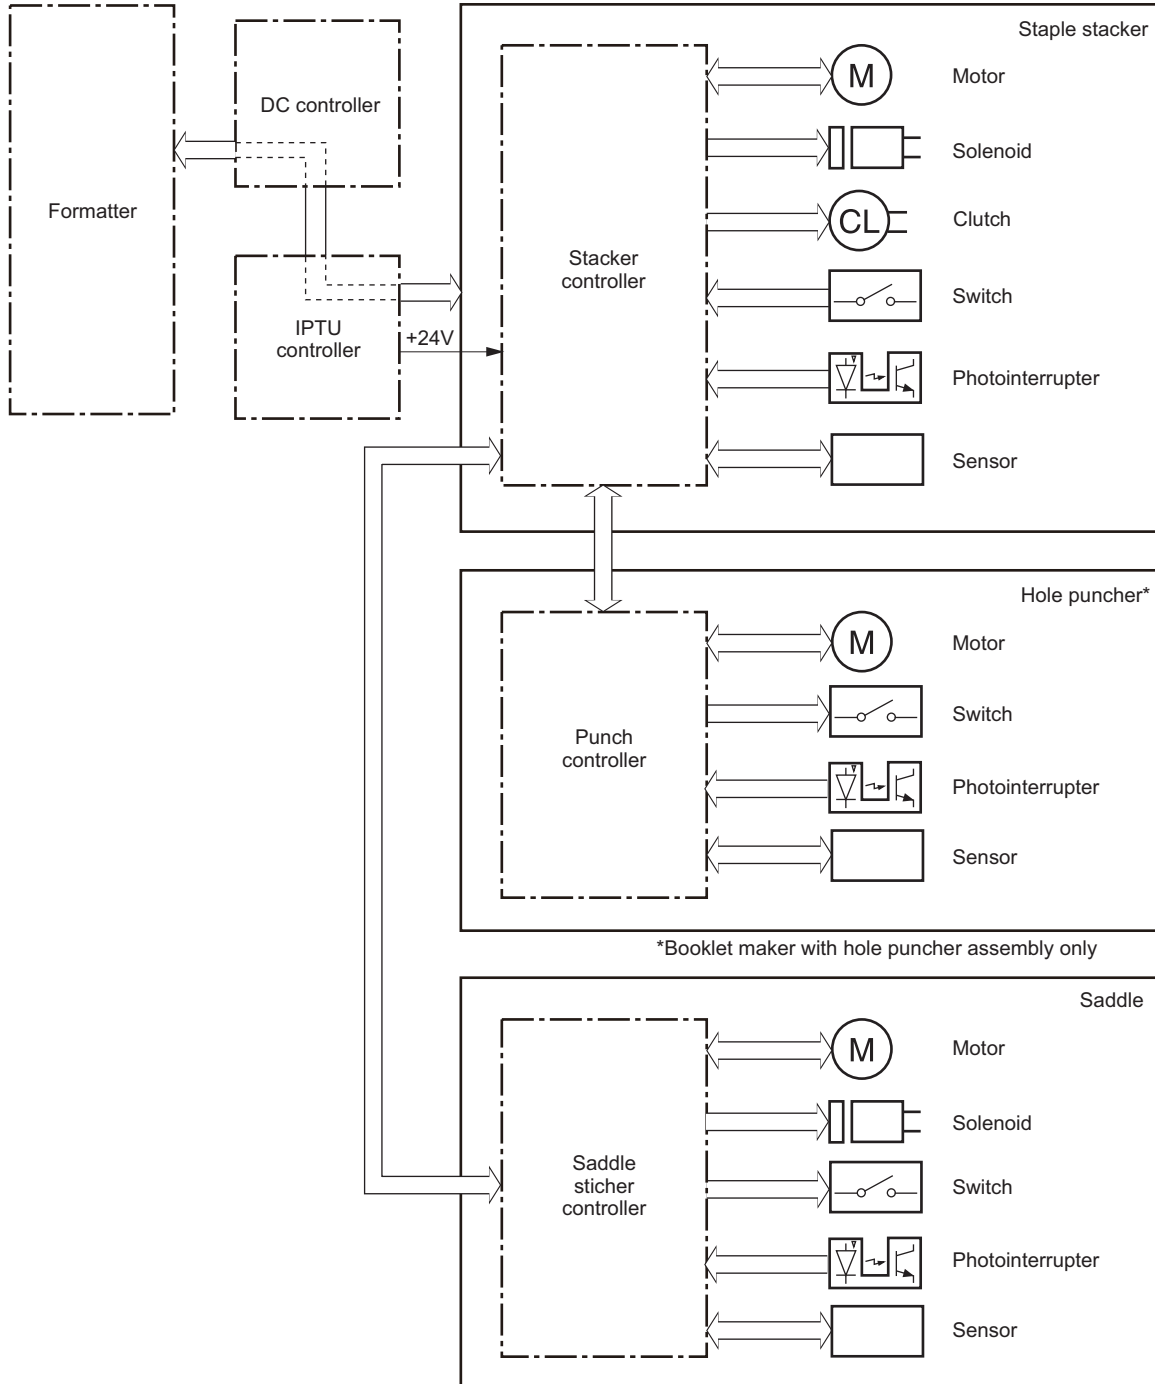 Staple stacker
DC controller
Formatter
IPTU
controller
+24V
Stacker
controller
M
Motor
Solenoid
CL
Clutch
Switch
Photointerrupter
Sensor
Hole puncher*
Punch
controller
M
Motor
Switch
Photointerrupter
Sensor
*Booklet maker with hole puncher assembly only
Saddle
Saddle
sticher
controller
M
Motor
Solenoid
Switch
Photointerrupter
Sensor